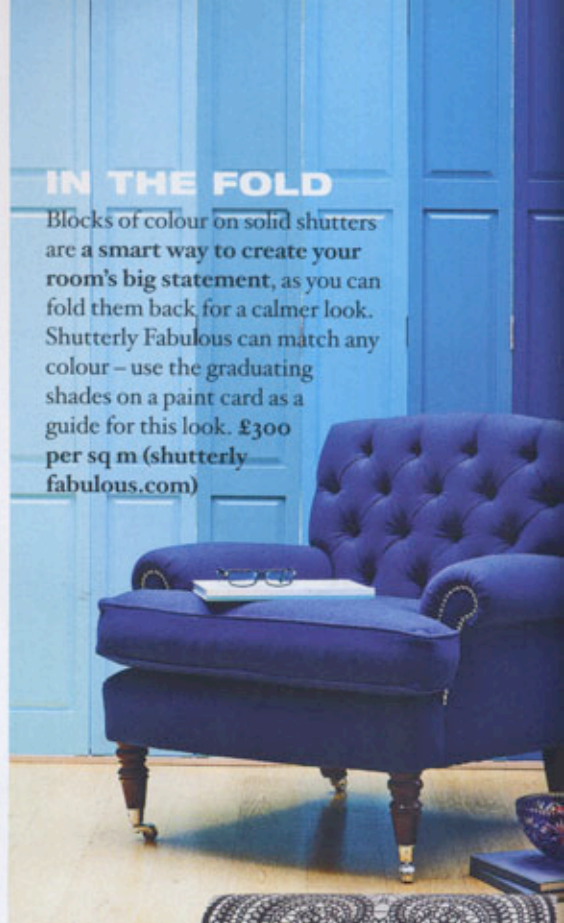 IN THE FOLD
Blocks of colour on solid shutters
are a smart way to create your
room's big statement, as you can
fold them back for a calmer look.
Shutterly Fabulous can match any
colour – use the graduating
shades on a paint card as a
guide for this look. £300
per sq m (shutterly
fabulous.com)